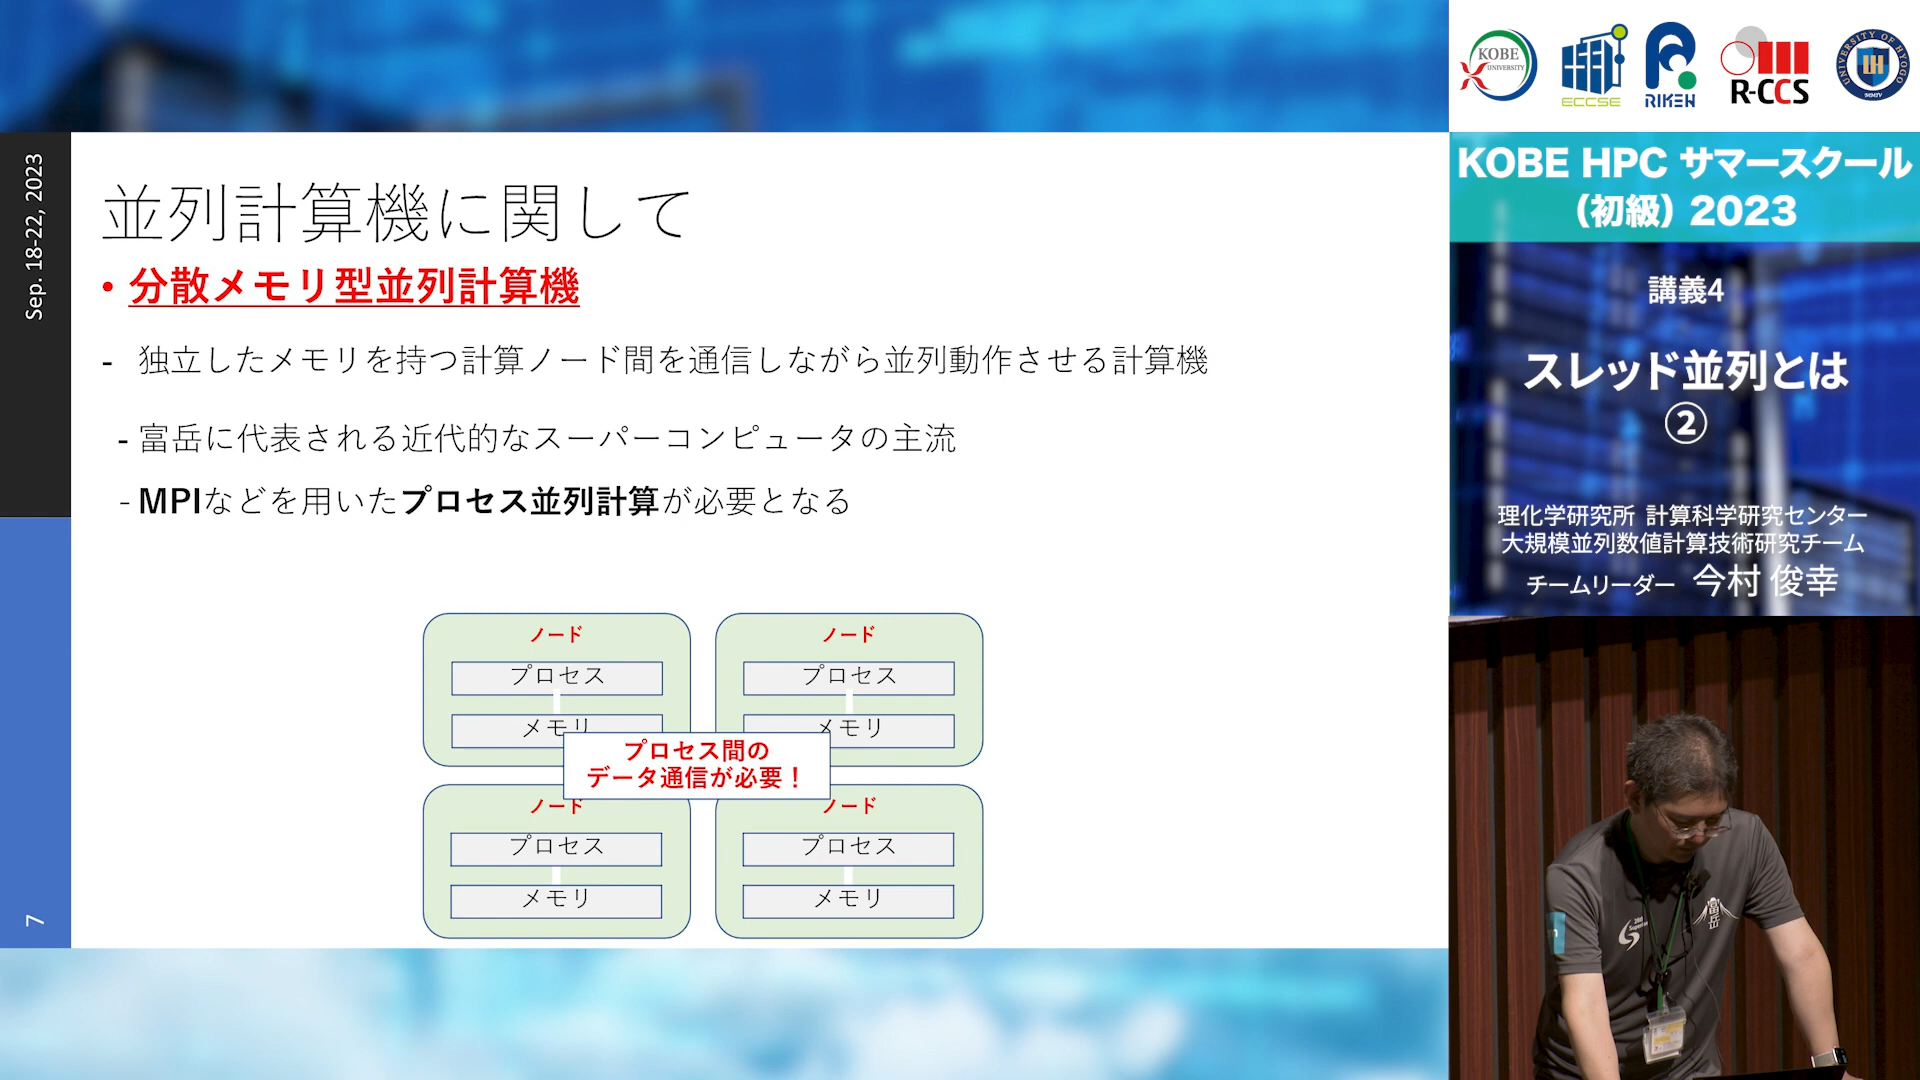 Sep. 18-22, 2023
7
並列計算機に関して
• 分散メモリ型並列計算機
- 独立したメモリを持つ計算ノード間を通信しながら並列動作させる計算機
- 富岳に代表される近代的なスーパーコンピュータの主流
- MPIなどを用いたプロセス並列計算が必要となる
ノード
プロセス
メモリ
ノード
プロセス
メモリ
プロセス間の
データ通信が必要！
ノード
プロセス
メモリ
ノード
プロセス
メモリ
KOBE
UNIVERSITY
ECCSE
RIKEN
R-CCS
UNIVERSITY OF HYOGO
UH
KOBE HPC サマースクール
（初級）2023
講義4
スレッド並列とは
②
理化学研究所 計算科学研究センター
大規模並列数値計算技術研究チーム
チームリーダー 今村 俊幸
富岳